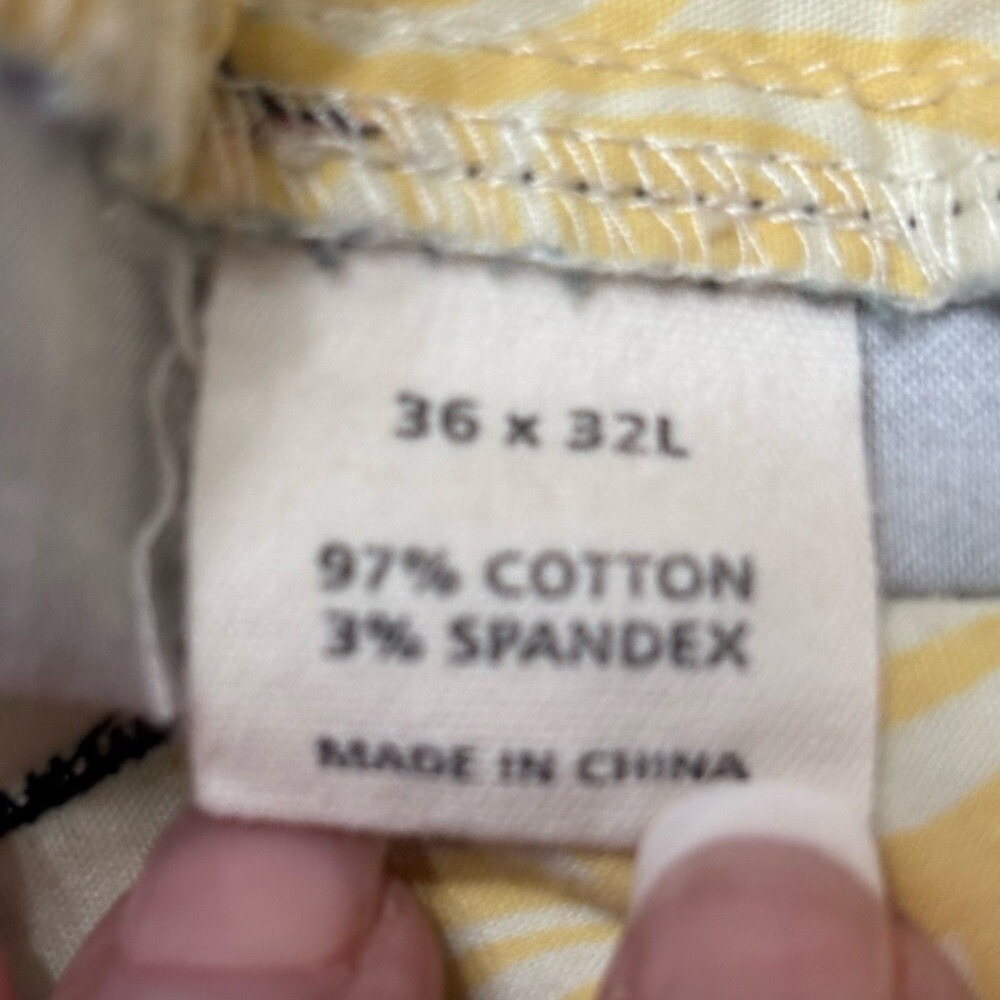 36 x 32L
97% COTTON
3% SPANDEX
MADE IN CHINA